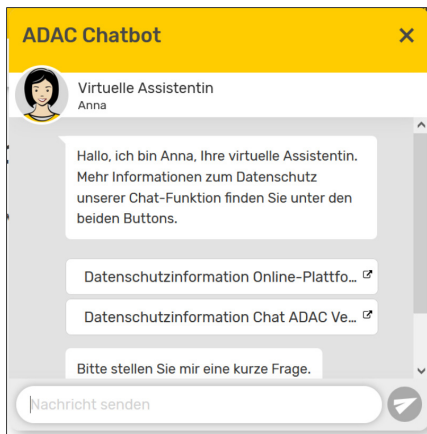 ADAC Chatbot
Virtuelle Assistentin
Anna
Hallo, ich bin Anna, Ihre virtuelle Assistentin.
Mehr Informationen zum Datenschutz
unserer Chat-Funktion finden Sie unter den
beiden Buttons.
Datenschutzinformation Online-Plattfo...
Datenschutzinformation Chat ADAC Ve...
Bitte stellen Sie mir eine kurze Frage.
Nachricht senden